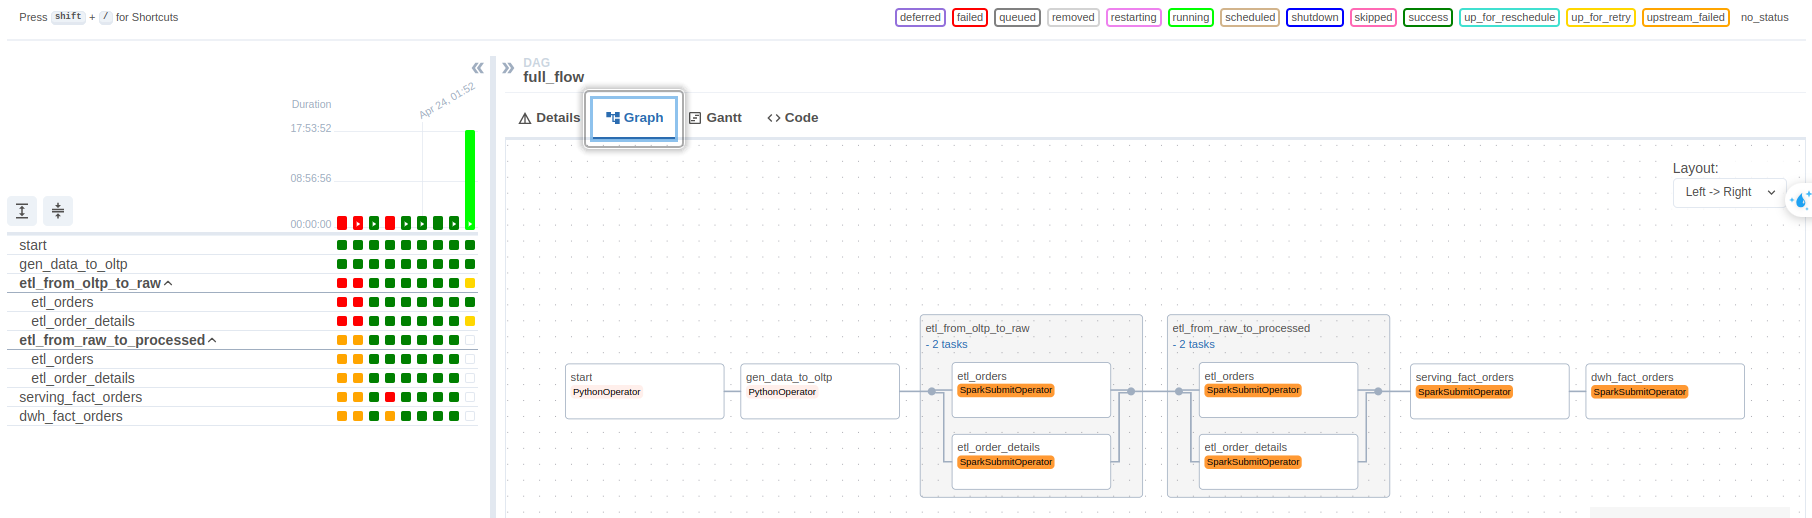 Press shift + / for Shortcuts
deferred failed queued removed restarting running scheduled shutdown skipped success up_for_reschedule up_for_retry upstream_failed no_status
Duration
Apr 24, 01:52
17:53:52
08:56:56
00:00:00
start
gen_data_to_oltp
etl_from_oltp_to_raw
etl_orders
etl_order_details
etl_from_raw_to_processed
etl_orders
etl_order_details
serving_fact_orders
dwh_fact_orders
DAG
full_flow
Details Graph Gantt Code
Layout:
Left -> Right
start
PythonOperator
gen_data_to_oltp
PythonOperator
etl_from_oltp_to_raw
- 2 tasks
etl_orders
SparkSubmitOperator
etl_order_details
SparkSubmitOperator
etl_from_raw_to_processed
- 2 tasks
etl_orders
SparkSubmitOperator
etl_order_details
SparkSubmitOperator
serving_fact_orders
SparkSubmitOperator
dwh_fact_orders
SparkSubmitOperator